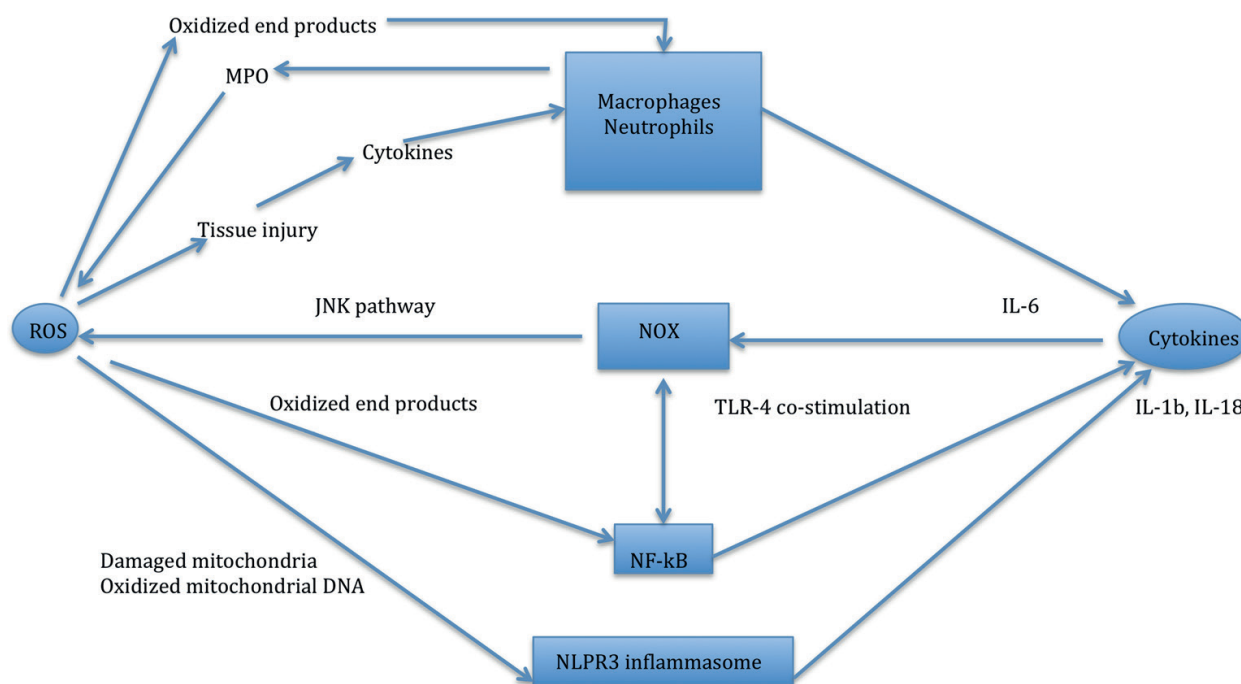 Oxidized end products
MPO
Macrophages
Neutrophils
Cytokines
Tissue injury
JNK pathway
IL-6
ROS
NOX
Cytokines
Oxidized end products
TLR-4 co-stimulation
IL-1b, IL-18
Damaged mitochondria
Oxidized mitochondrial DNA
NF-kB
NLPR3 inflammasome